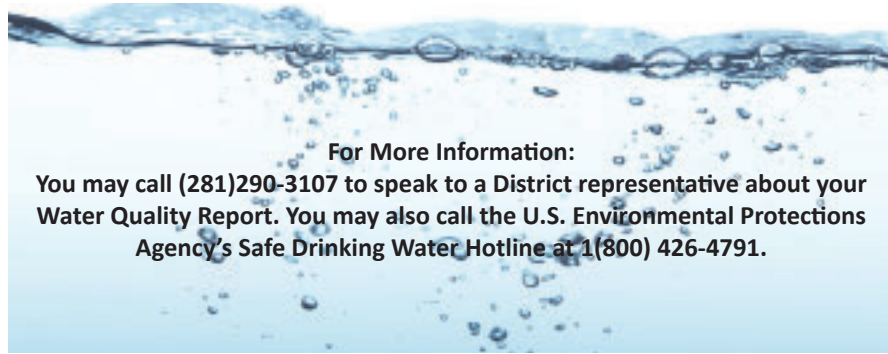 For More Information:
You may call (281)290-3107 to speak to a District representative about your
Water Quality Report. You may also call the U.S. Environmental Protections
Agency's Safe Drinking Water Hotline at 1(800) 426-4791.